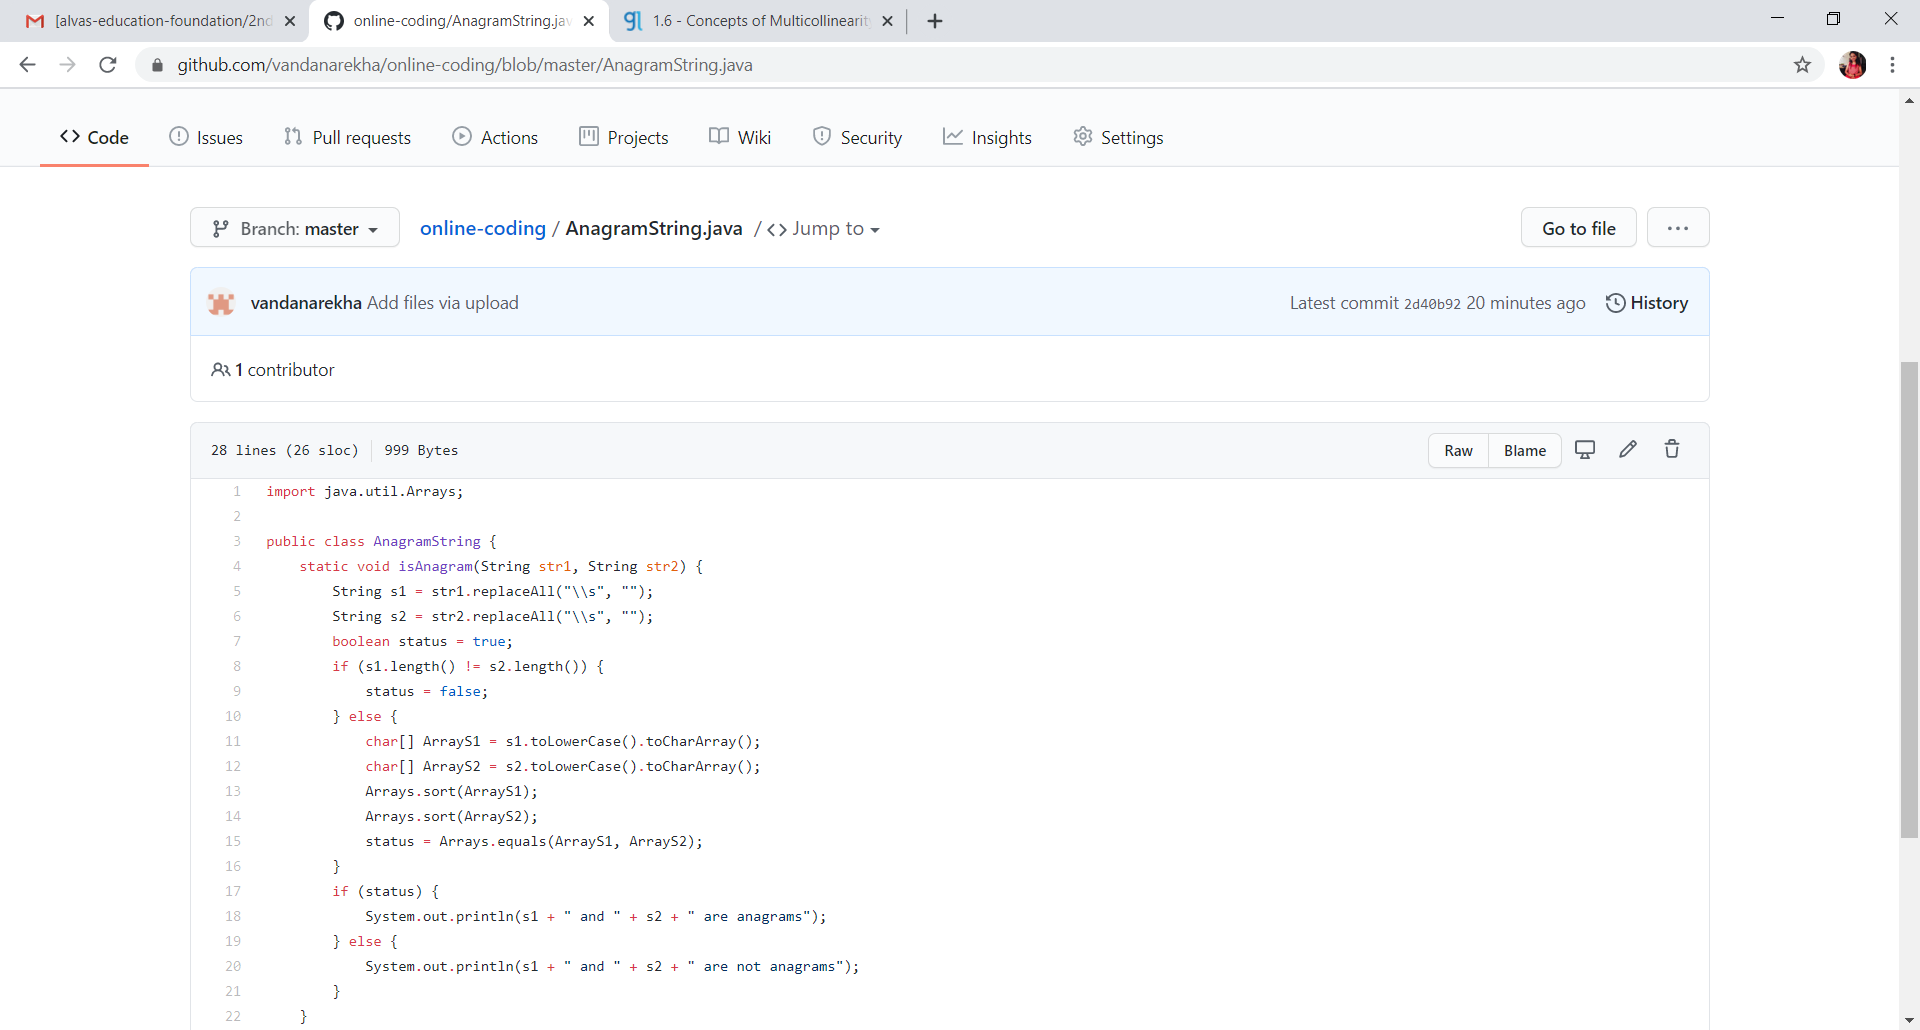 [alvas-education-foundation/2nd
online-coding/AnagramString.jav
1.6 - Concepts of Multicollinearity
github.com/vandanarekha/online-coding/blob/master/AnagramString.java
Code Issues Pull requests Actions Projects Wiki Security Insights Settings
Branch: master online-coding / AnagramString.java / <> Jump to Go to file ...
vandanarekha Add files via upload Latest commit 2d40b92 20 minutes ago History
1 contributor
28 lines (26 sloc) 999 Bytes Raw Blame
1 import java.util.Arrays;
2
3 public class AnagramString {
4 static void isAnagram(String str1, String str2) {
5 String s1 = str1.replaceAll("\\s", "");
6 String s2 = str2.replaceAll("\\s", "");
7 boolean status = true;
8 if (s1.length() != s2.length()) {
9 status = false;
10 } else {
11 char[] ArrayS1 = s1.toLowerCase().toCharArray();
12 char[] ArrayS2 = s2.toLowerCase().toCharArray();
13 Arrays.sort(ArrayS1);
14 Arrays.sort(ArrayS2);
15 status = Arrays.equals(ArrayS1, ArrayS2);
16 }
17 if (status) {
18 System.out.println(s1 + " and " + s2 + " are anagrams");
19 } else {
20 System.out.println(s1 + " and " + s2 + " are not anagrams");
21 }
22 }